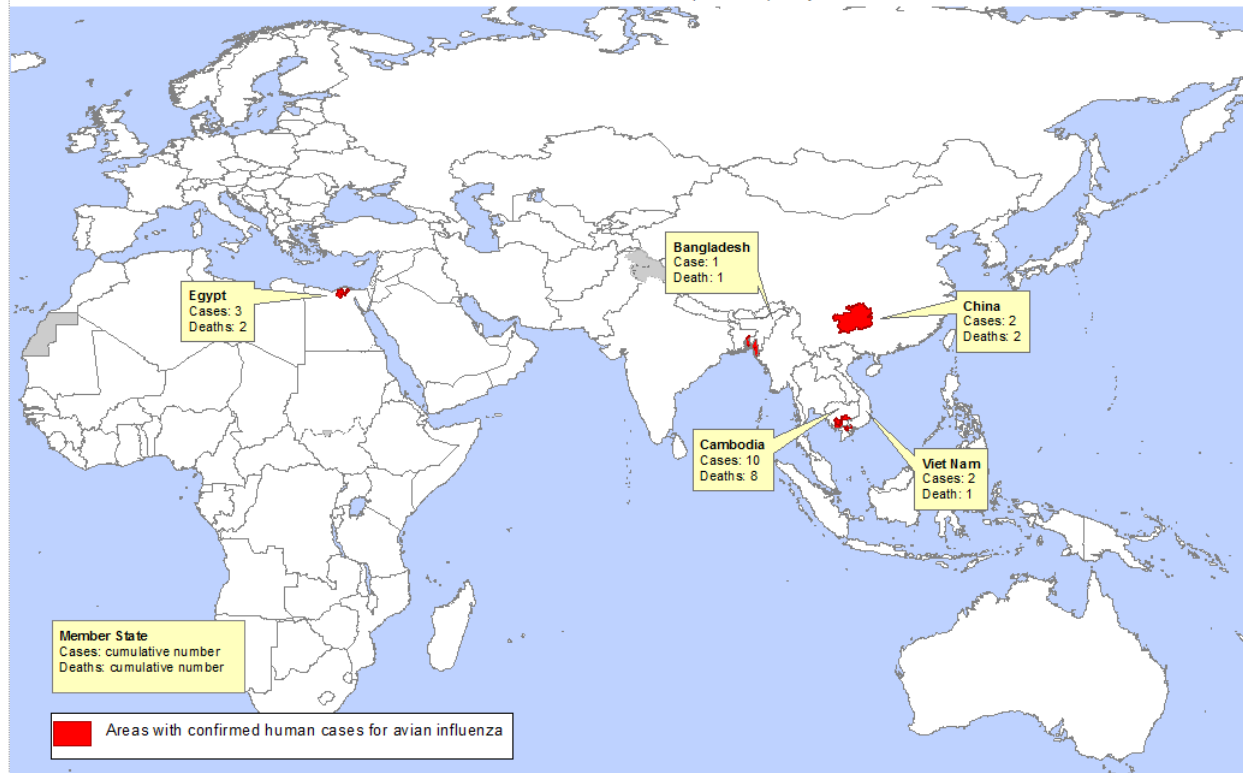 Bangladesh
Case: 1
Death: 1
Egypt
Cases: 3
Deaths: 2
China
Cases: 2
Deaths: 2
Cambodia
Cases: 10
Deaths: 8
Viet Nam
Cases: 2
Death: 1
Member State
Cases: cumulative number
Deaths: cumulative number
Areas with confirmed human cases for avian influenza